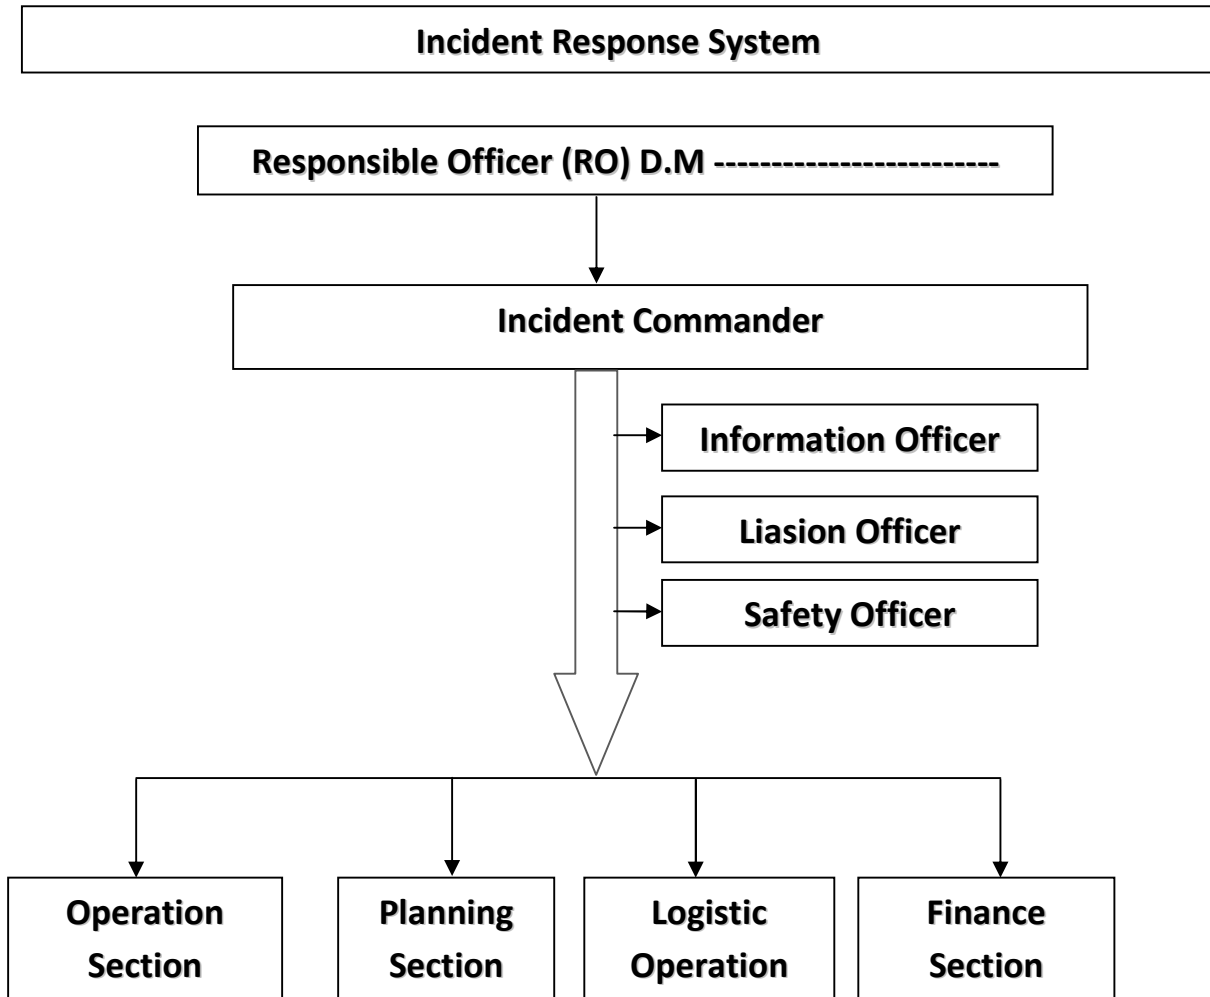 Incident Response System
Responsible Officer (RO) D.M -------------------------
Incident Commander
Information Officer
Liasion Officer
Safety Officer
Operation
Section
Planning
Section
Logistic
Operation
Finance
Section